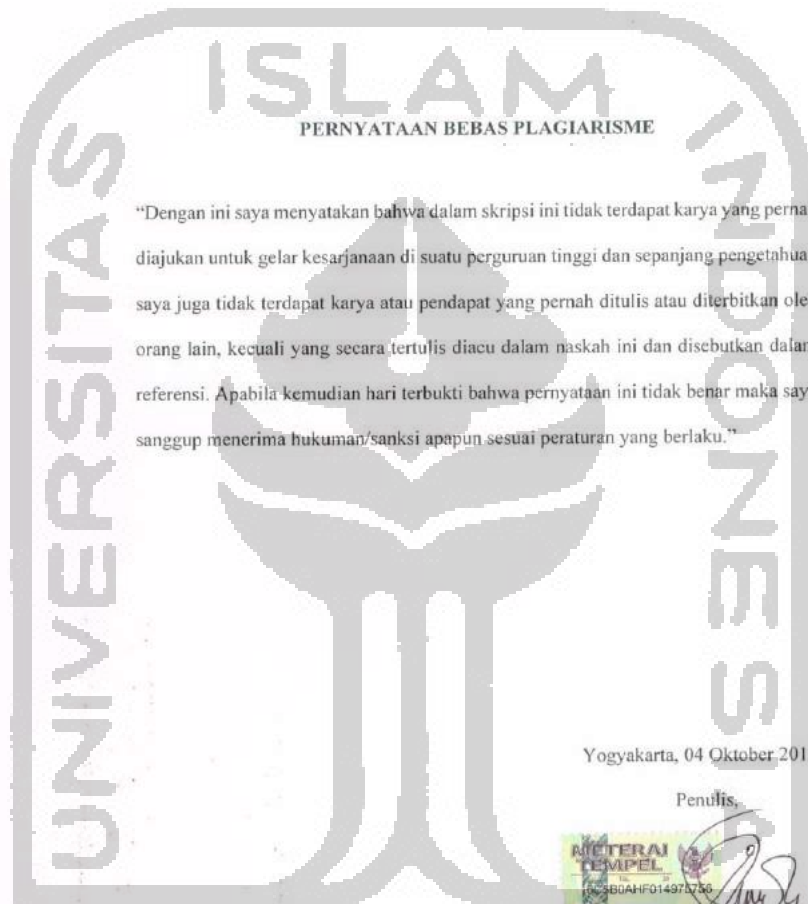 ISLAM
UNIVERSITAS
INDONESIA
PERNYATAAN BEBAS PLAGIARISME
“Dengan ini saya menyatakan bahwa dalam skripsi ini tidak terdapat karya yang perna
diajukan untuk gelar kesarjanaan di suatu perguruan tinggi dan sepanjang pengetahua
saya juga tidak terdapat karya atau pendapat yang pernah ditulis atau diterbitkan ole
orang lain, kecuali yang secara tertulis diacu dalam naskah ini dan disebutkan dalam
referensi. Apabila kemudian hari terbukti bahwa pernyataan ini tidak benar maka say
sanggup menerima hukuman/sanksi apapun sesuai peraturan yang berlaku.”
Yogyakarta, 04 Oktober 201
Penulis,
METERAI
TEMPEL